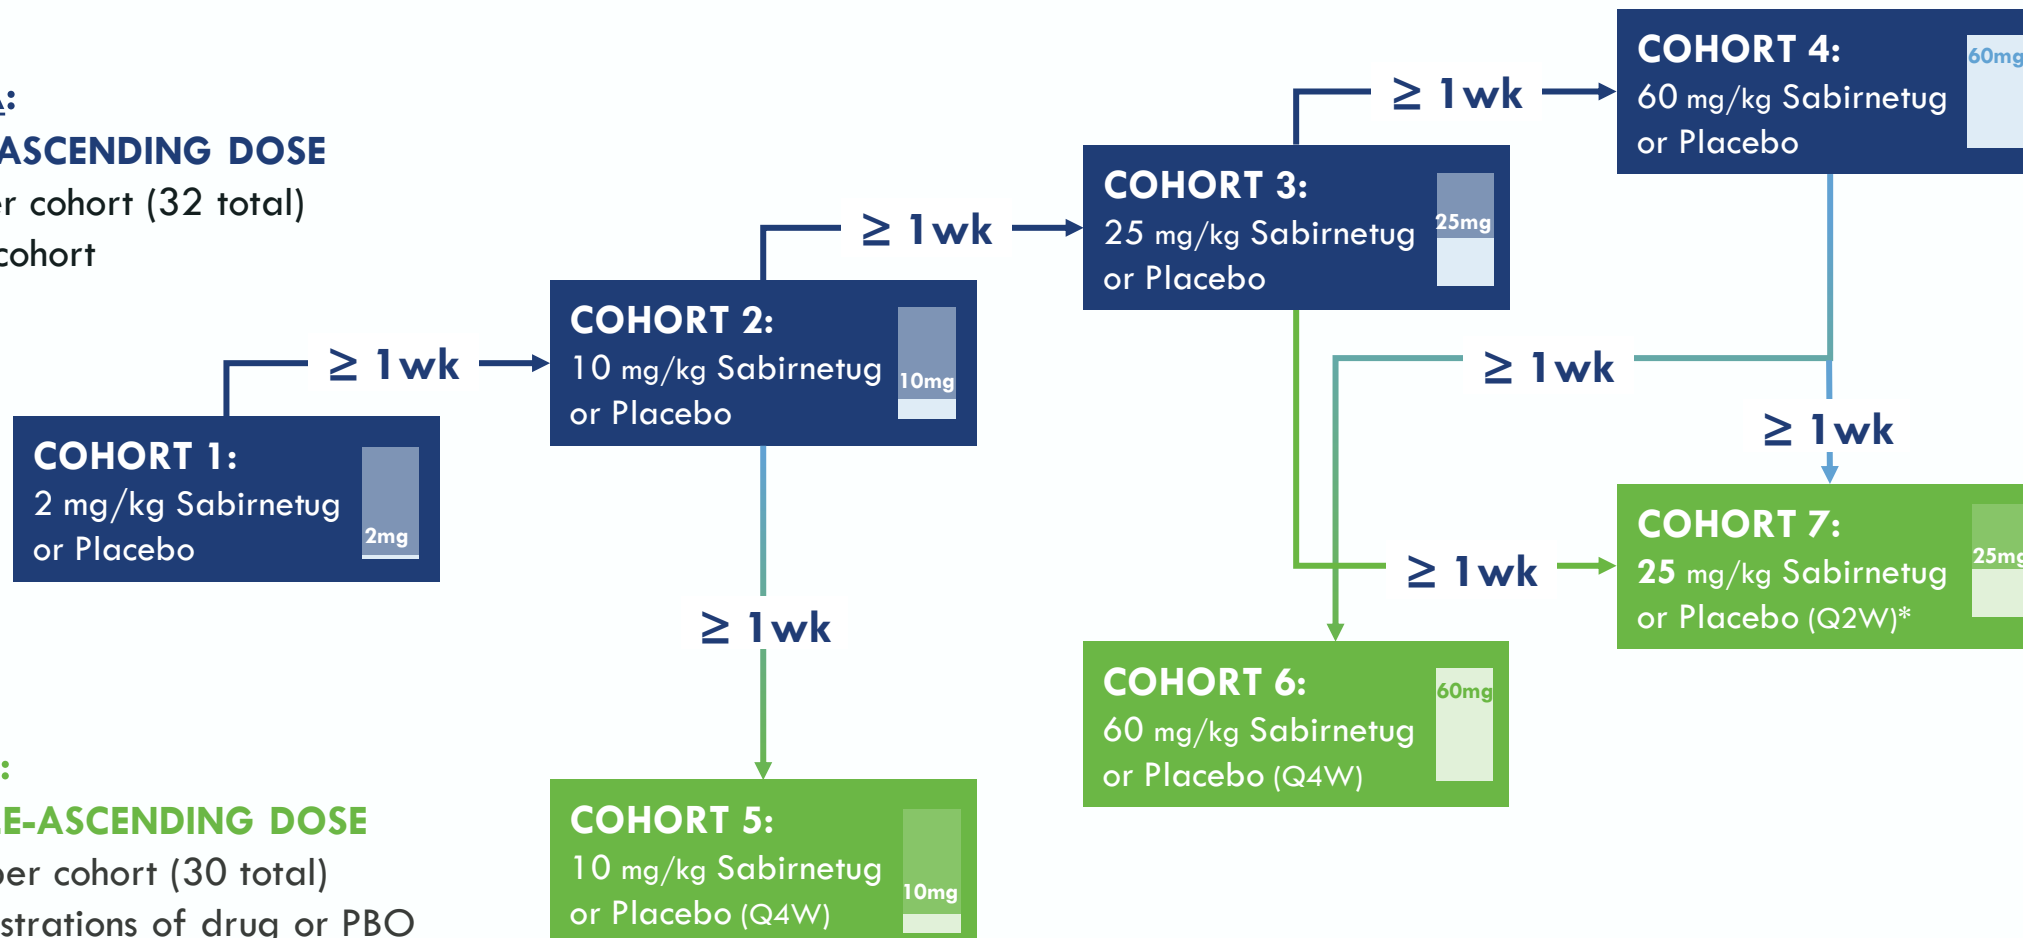 :
ASCENDING DOSE
cohort (32 total)
cohort
COHORT 1:
2 mg/kg Sabirnetug
or Placebo
2mg
≥ 1wk
COHORT 2:
10 mg/kg Sabirnetug
or Placebo
10mg
≥ 1wk
COHORT 3:
25 mg/kg Sabirnetug
or Placebo
25mg
≥ 1wk
COHORT 4:
60 mg/kg Sabirnetug
or Placebo
60mg
≥ 1wk
≥ 1wk
≥ 1wk
≥ 1wk
COHORT 7:
25 mg/kg Sabirnetug
or Placebo (Q2W)*
25mg
COHORT 6:
60 mg/kg Sabirnetug
or Placebo (Q4W)
60mg
:
E-ASCENDING DOSE
per cohort (30 total)
strations of drug or PBO
COHORT 5:
10 mg/kg Sabirnetug
or Placebo (Q4W)
10mg